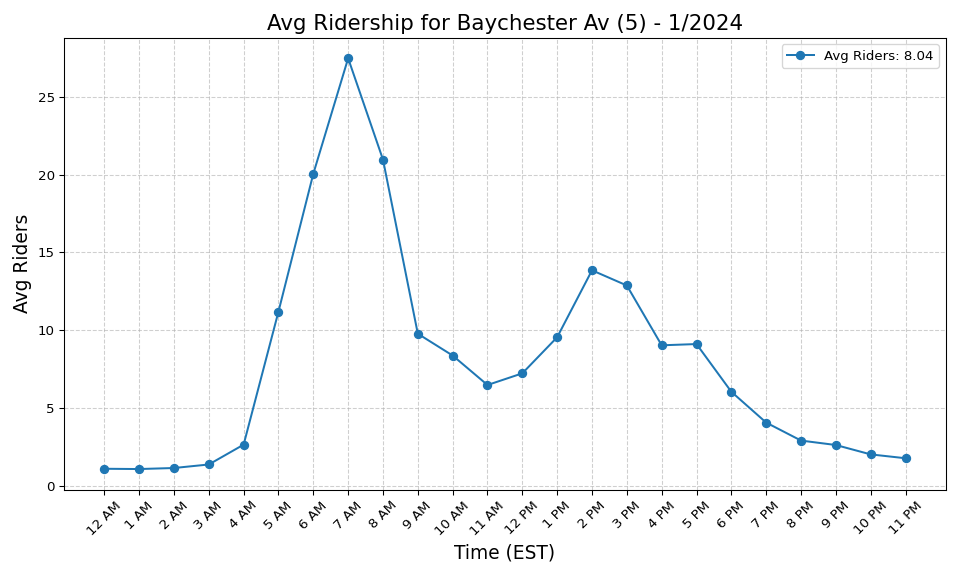 Avg Ridership for Baychester Av (5) - 1/2024
Avg Riders: 8.04
Avg Riders
25
20
15
10
5
0
12 AM
1 AM
2 AM
3 AM
4 AM
5 AM
6 AM
7 AM
8 AM
9 AM
10 AM
11 AM
12 PM
1 PM
2 PM
3 PM
4 PM
5 PM
6 PM
7 PM
8 PM
9 PM
10 PM
11 PM
Time (EST)